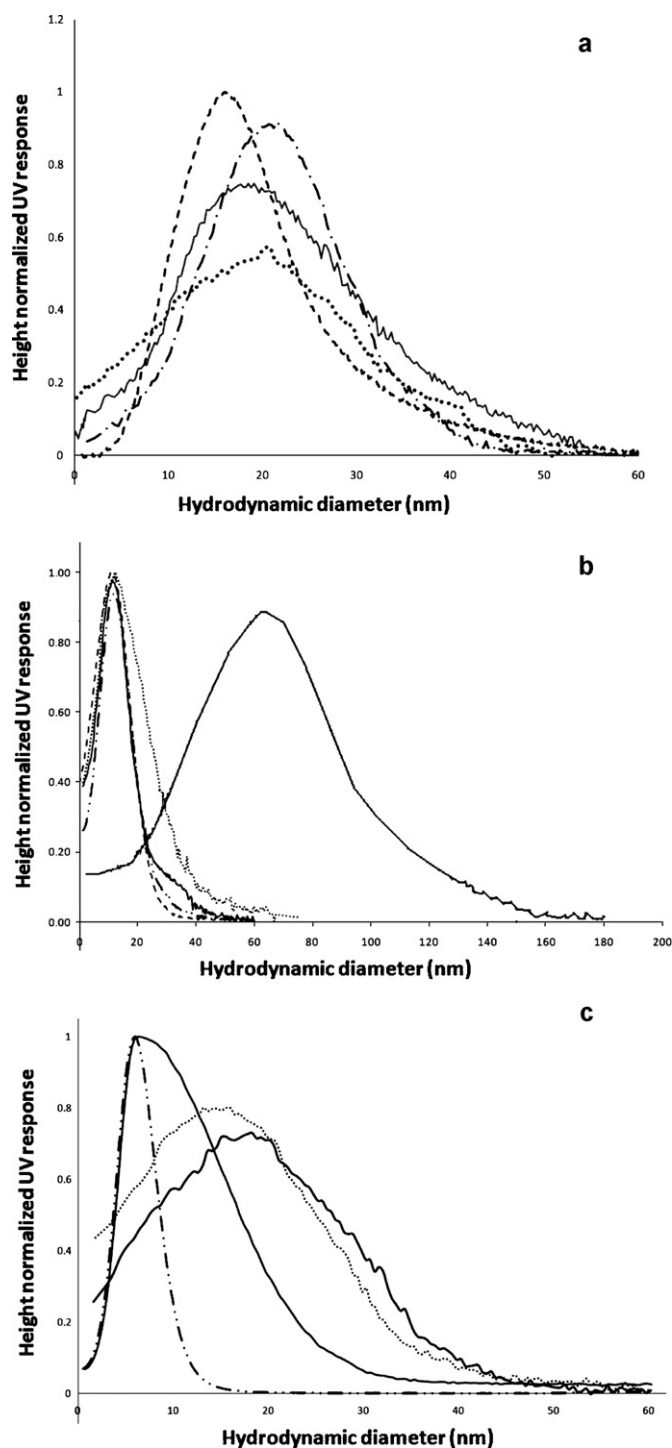 a
1.2
1
0.8
0.6
0.4
0.2
0
0 10 20 30 40 50 60
Height normalized UV response
Hydrodynamic diameter (nm)
b
1.00
0.80
0.60
0.40
0.20
0.00
0 20 40 60 80 100 120 140 160 180 200
Height normalized UV response
Hydrodynamic diameter (nm)
c
1
0.8
0.6
0.4
0.2
0
0 10 20 30 40 50 60
Height normalized UV response
Hydrodynamic diameter (nm)